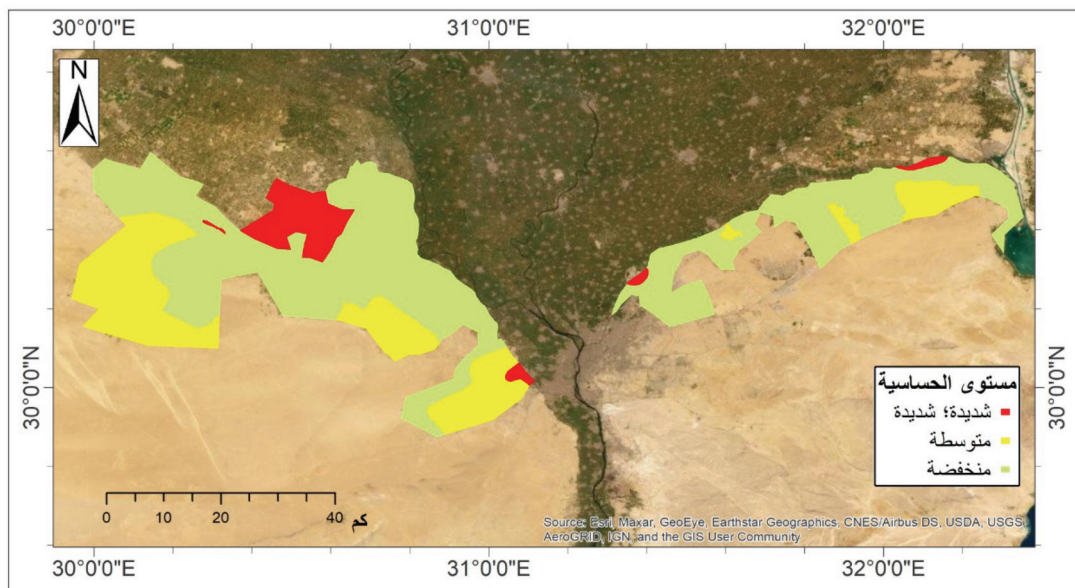 30°0'0"E 31°0'0"E 32°0'0"E
N
30°0'0"N
30°0'0"N
مستوى الحساسية
شديدة؛ شديدة
متوسطة
منخفضة
0 10 20 40 كم
Source: Esri, Maxar, GeoEye, Earthstar Geographics, CNES/Airbus DS, USDA, USGS,
AeroGRID, IGN, and the GIS User Community
30°0'0"E 31°0'0"E 32°0'0"E